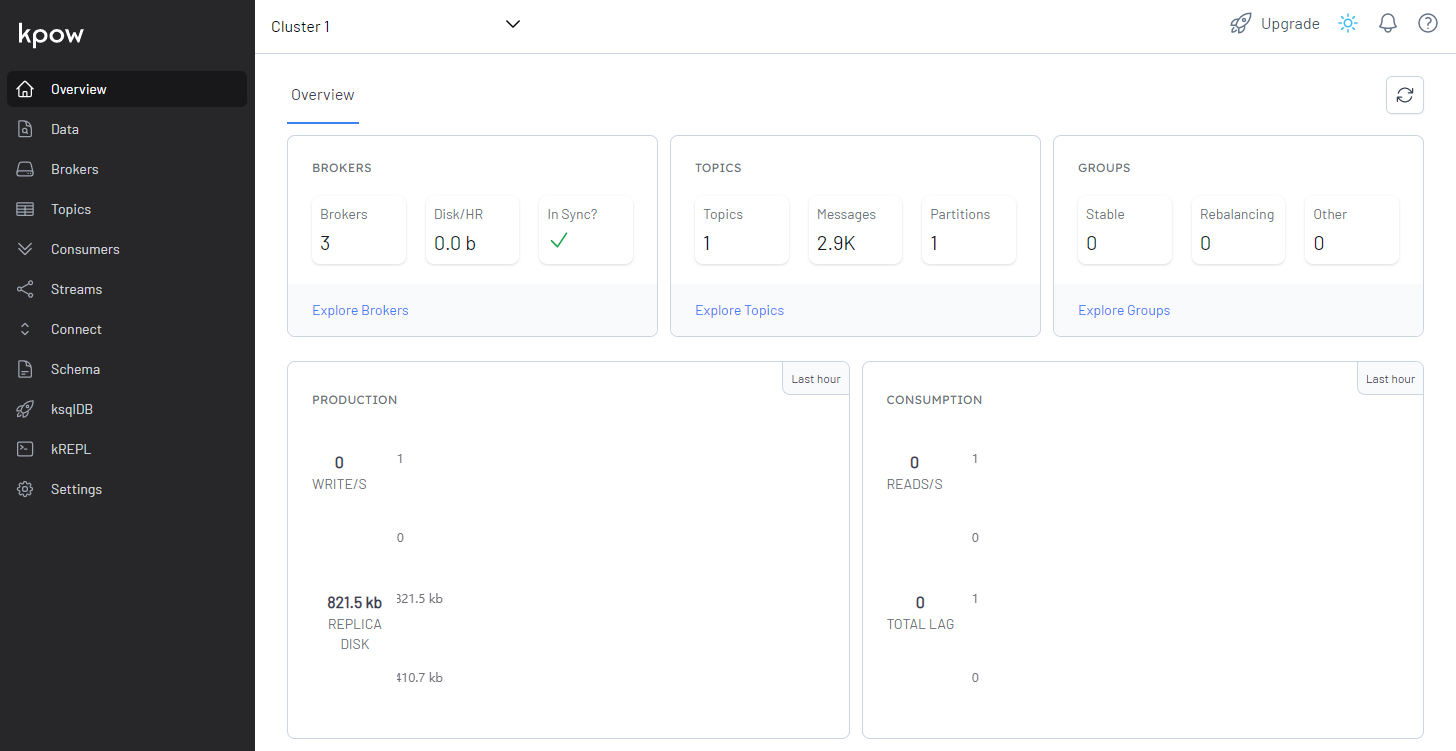 kpow
Cluster 1
Upgrade
Overview
Data
Brokers
Topics
Consumers
Streams
Connect
Schema
ksqlDB
kREPL
Settings
Overview
BROKERS
Brokers
3
Disk/HR
0.0 b
In Sync?
Explore Brokers
TOPICS
Topics
1
Messages
2.9K
Partitions
1
Explore Topics
GROUPS
Stable
0
Rebalancing
0
Other
0
Explore Groups
Last hour
PRODUCTION
0
WRITE/S
1
0
821.5 kb
REPLICA
DISK
821.5 kb
410.7 kb
Last hour
CONSUMPTION
0
READS/S
1
0
0
TOTAL LAG
1
0